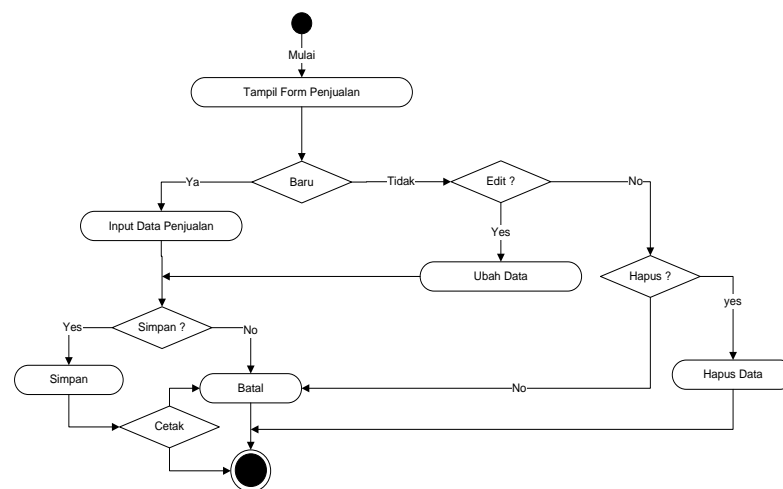 Mulai
Tampil Form Penjualan
Ya
Baru
Tidak
Edit ?
No
Input Data Penjualan
Yes
Ubah Data
Hapus ?
Yes
Simpan ?
No
yes
Simpan
Batal
No
Hapus Data
Cetak